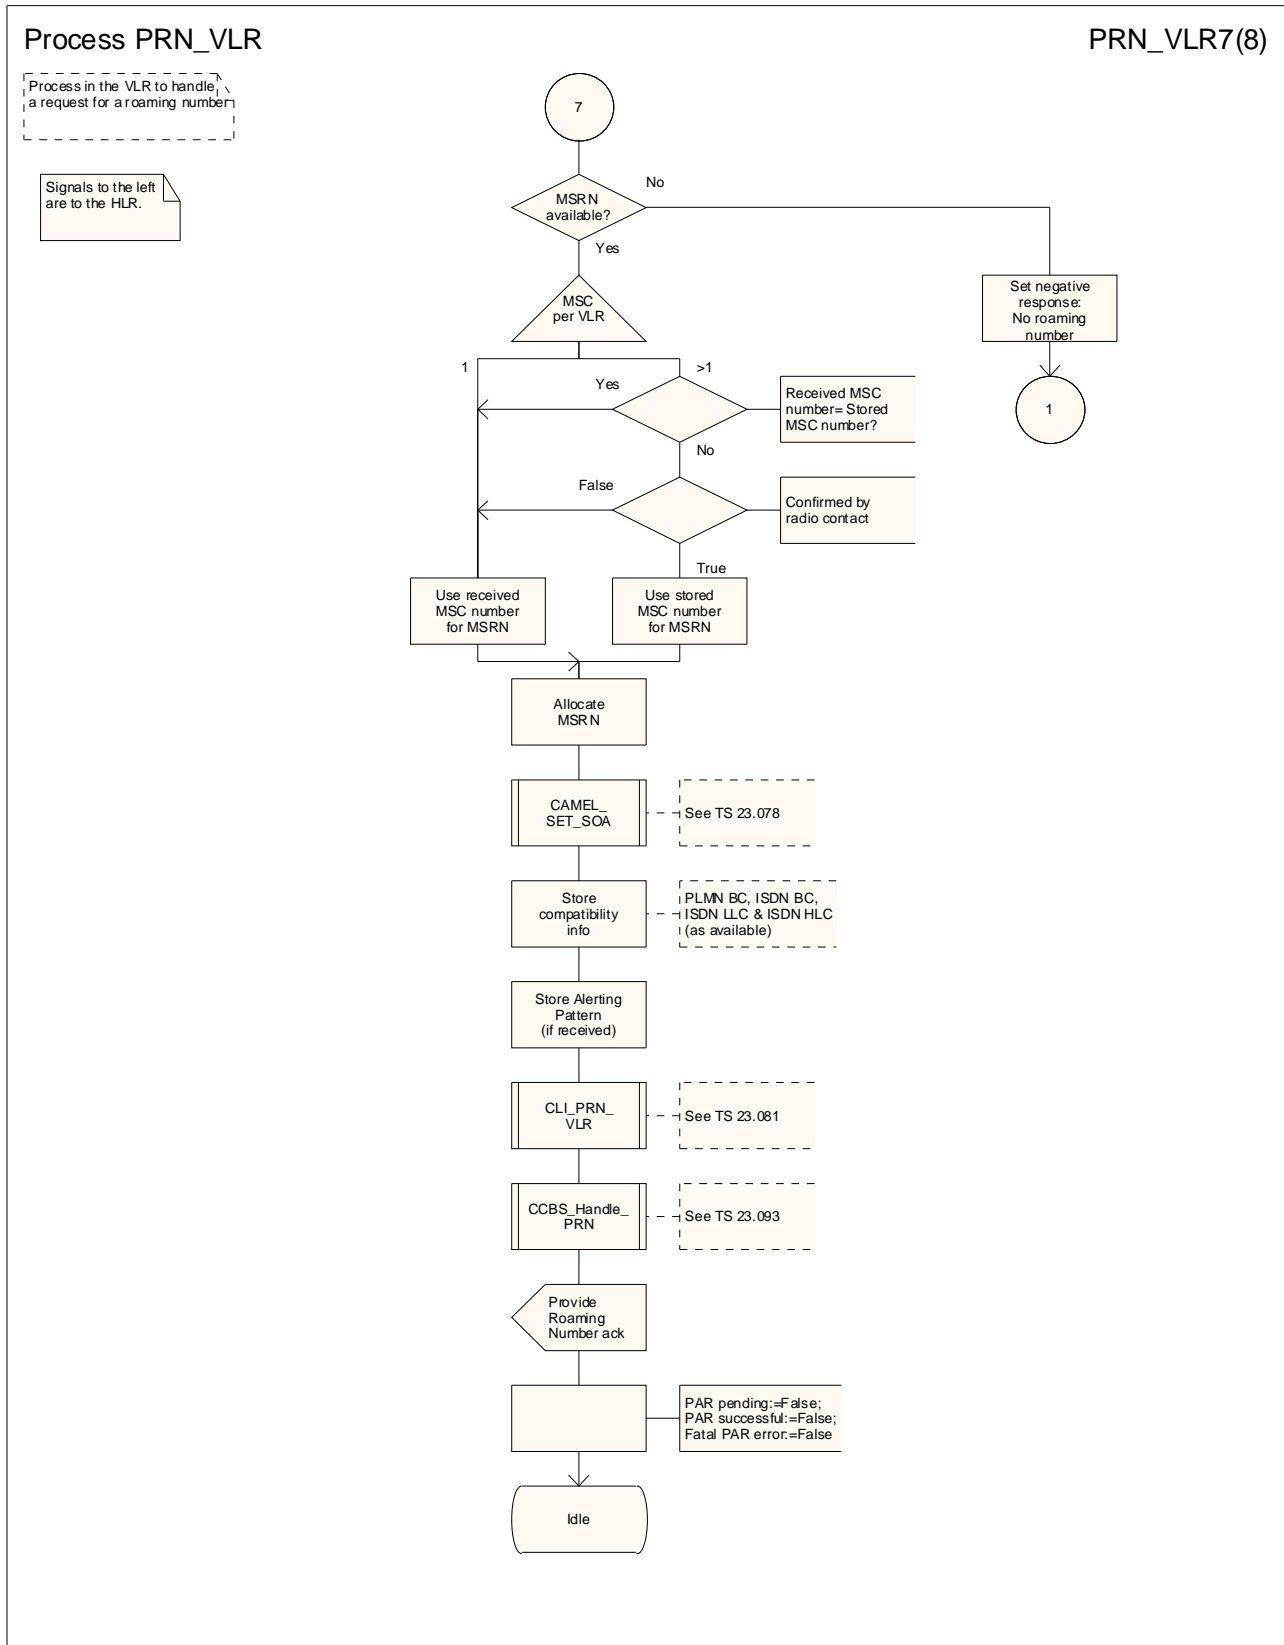 Process PRN_VLR
PRN_VLR7(8)
Process in the VLR to handle
a request for a roaming number
Signals to the left
are to the HLR.
7
MSRN
available?
No
Yes
MSC
per VLR
Set negative
response:
No roaming
number
1
>1
Yes
Received MSC
number= Stored
MSC number?
1
No
False
Confirmed by
radio contact
True
Use received
MSC number
for MSRN
Use stored
MSC number
for MSRN
Allocate
MSRN
CAMEL_
SET_SOA
See TS 23.078
Store
compatibility
info
PLMN BC, ISDN BC,
ISDN LLC & ISDN HLC
(as available)
Store Alerting
Pattern
(if received)
CLI_PRN_
VLR
See TS 23.081
CCBS_Handle_
PRN
See TS 23.093
Provide
Roaming
Number ack
PAR pending:=False;
PAR successful:=False;
Fatal PAR error:=False
Idle